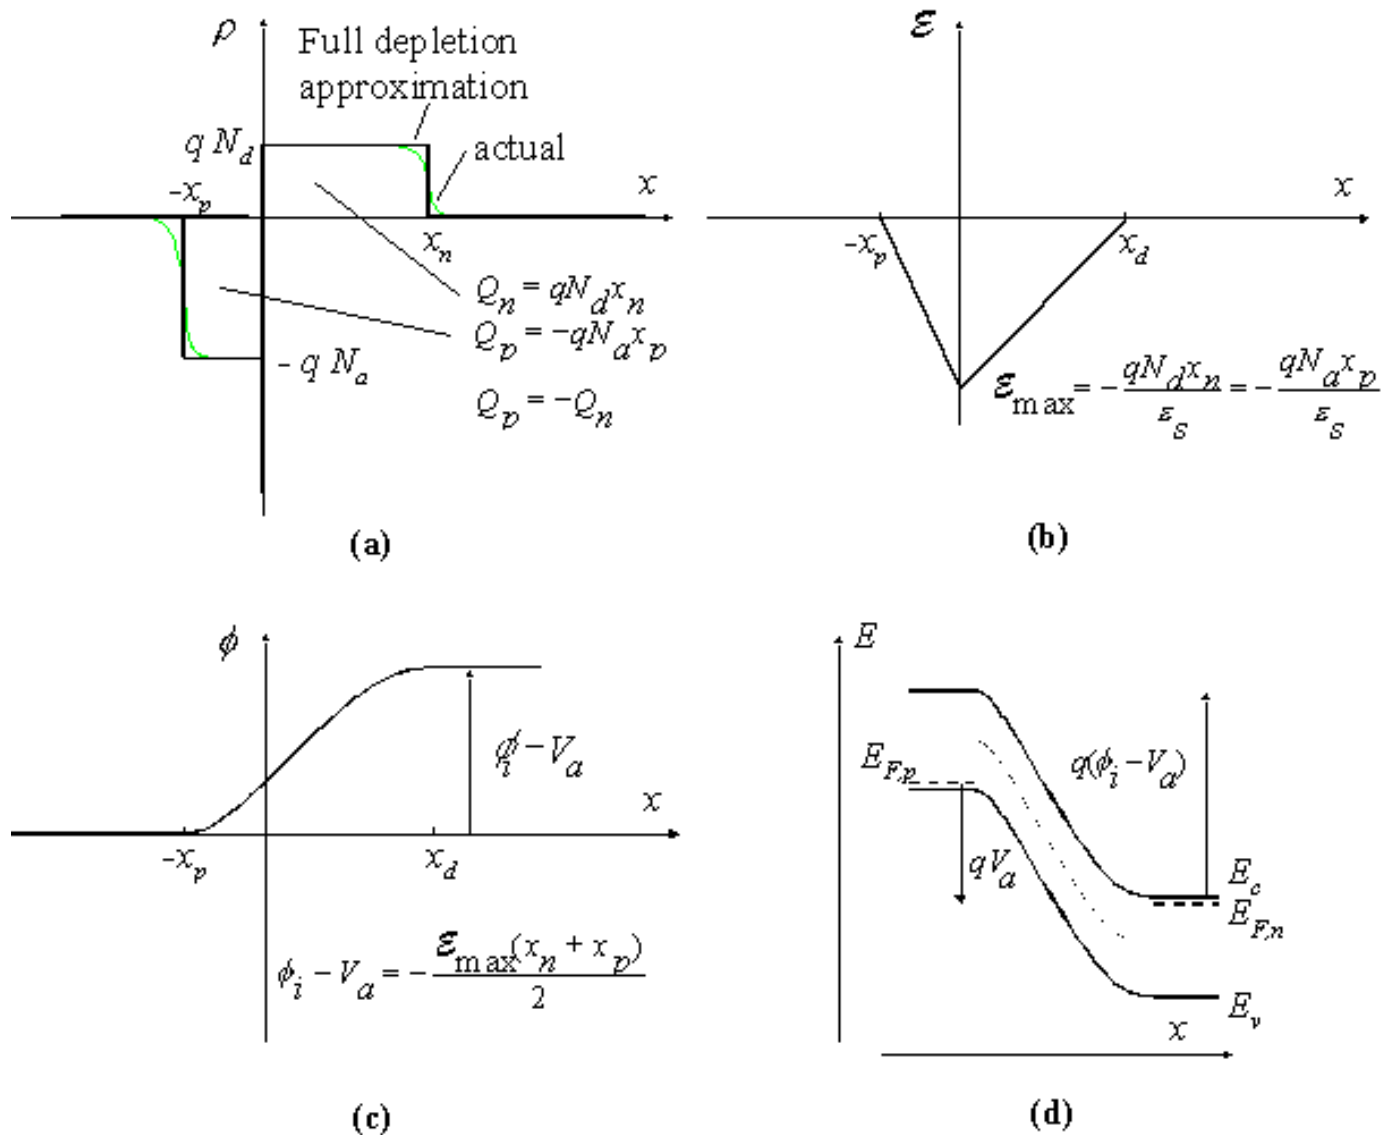 ρ
Full depletion
approximation
q N_d
actual
-x_p
x
x_n
Q_n = qN_d x_n
Q_p = -qN_a x_p
- q N_a
Q_p = -Q_n
(a)
ε
x
-x_p
x_d
ε_max = - qN_d x_n / ε_s = - qN_a x_p / ε_s
(b)
ϕ
ϕ_i - V_a
x
-x_p
x_d
ϕ_i - V_a = - ε_max (x_n + x_p) / 2
(c)
E
E_F,p
q(ϕ_i - V_a)
qV_a
E_c
E_F,n
E_v
x
(d)